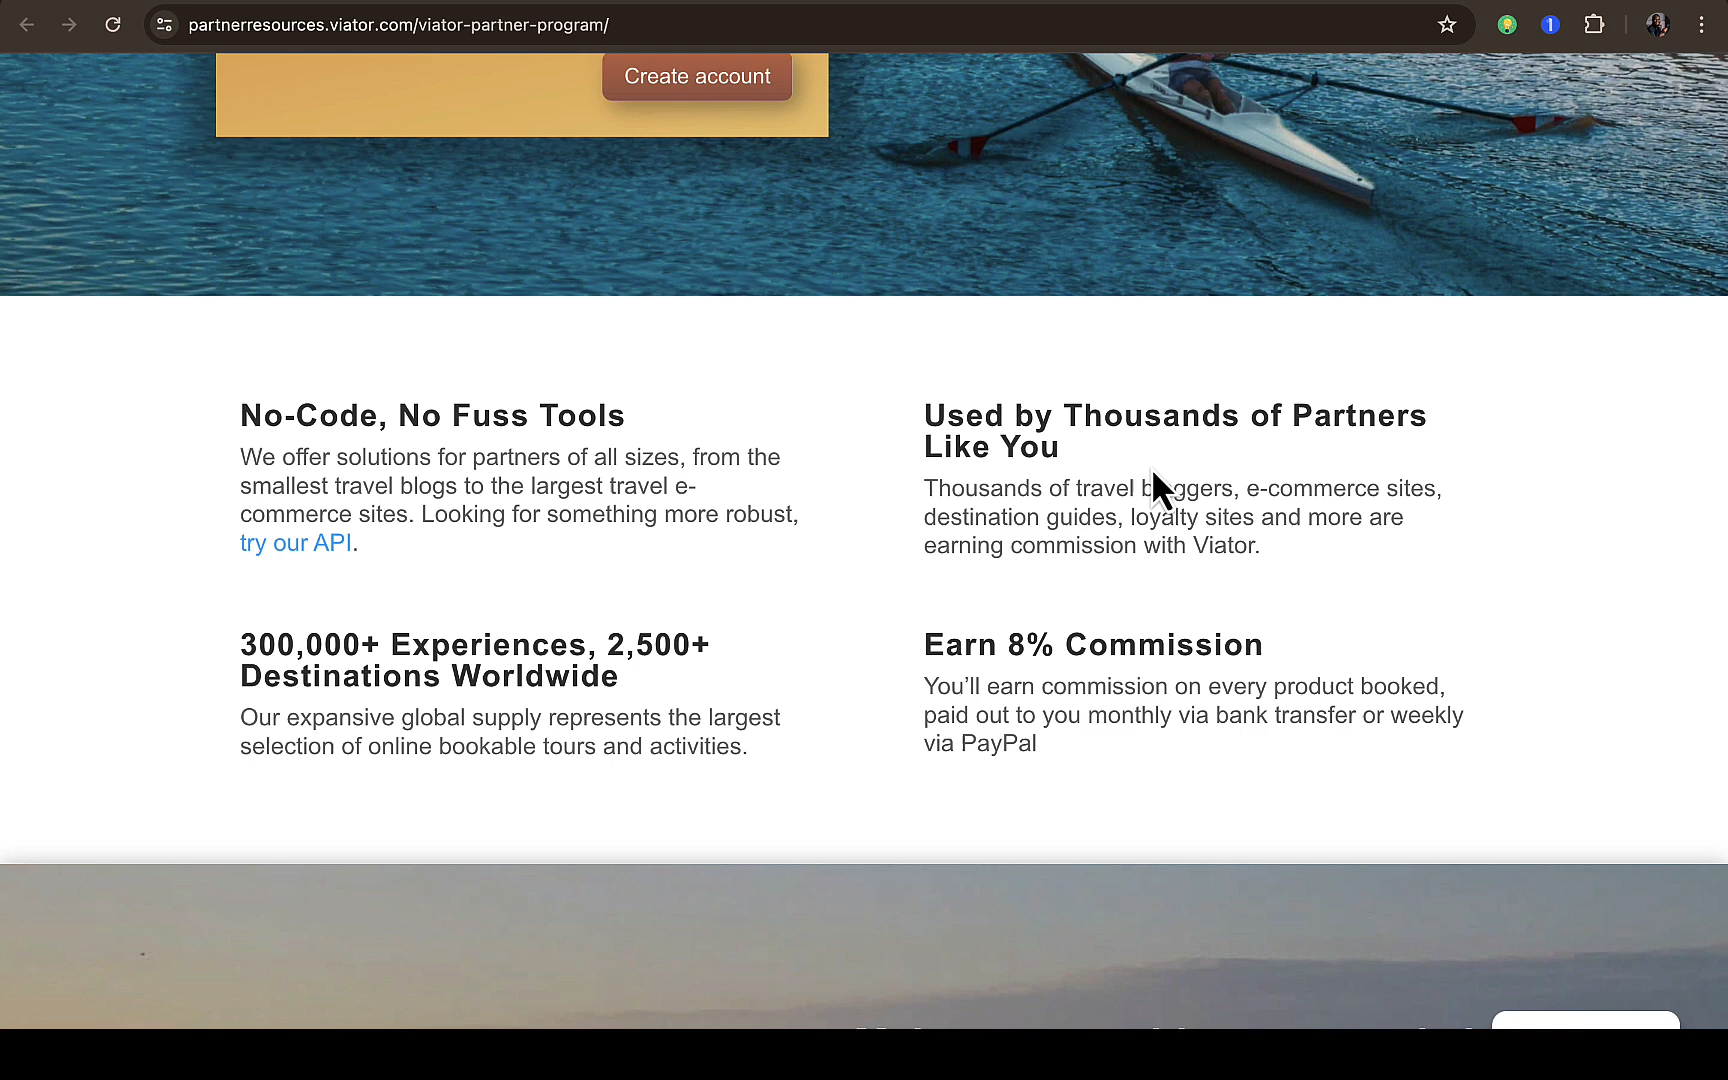 partnerresources.viator.com/viator-partner-program/
Create account
No-Code, No Fuss Tools
We offer solutions for partners of all sizes, from the
smallest travel blogs to the largest travel e-
commerce sites. Looking for something more robust,
try our API.
Used by Thousands of Partners
Like You
Thousands of travel bloggers, e-commerce sites,
destination guides, loyalty sites and more are
earning commission with Viator.
300,000+ Experiences, 2,500+
Destinations Worldwide
Our expansive global supply represents the largest
selection of online bookable tours and activities.
Earn 8% Commission
You’ll earn commission on every product booked,
paid out to you monthly via bank transfer or weekly
via PayPal